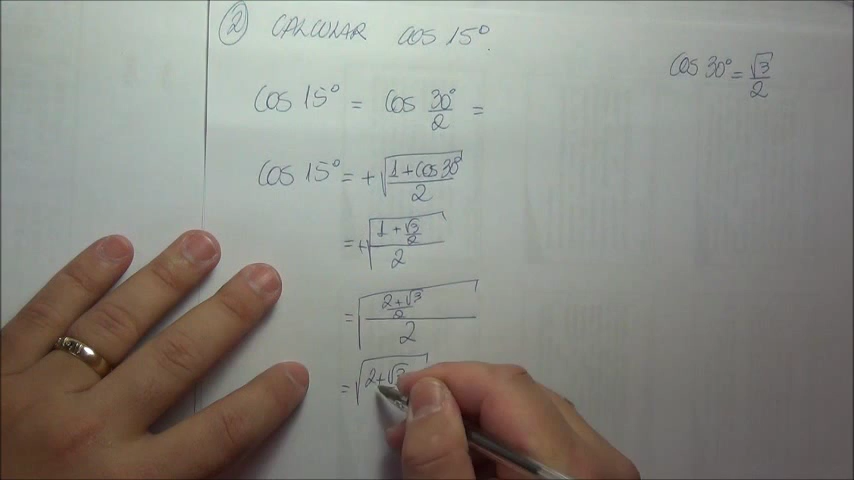 ② CALCULAR COS 15°.
cos 30° = √3/2
cos 15° = cos 30°/2 =
cos 15° = +√((1 + cos 30°)/2)
= +√((1 + √3/2)/2)
= √(((2+√3)/2)/2)
= √(2+√3